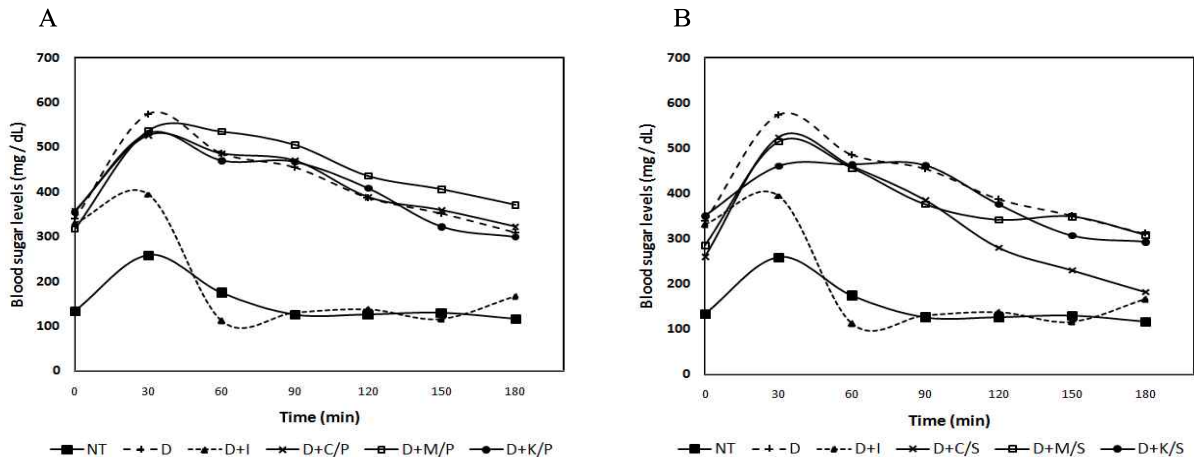 A
B
Blood sugar levels (mg / dL)
700
600
500
400
300
200
100
0
0 30 60 90 120 150 180
Time (min)
NT D D+I D+C/P D+M/P D+K/P
Blood sugar levels (mg / dL)
700
600
500
400
300
200
100
0
0 30 60 90 120 150 180
Time (min)
NT D D+I D+C/S D+M/S D+K/S